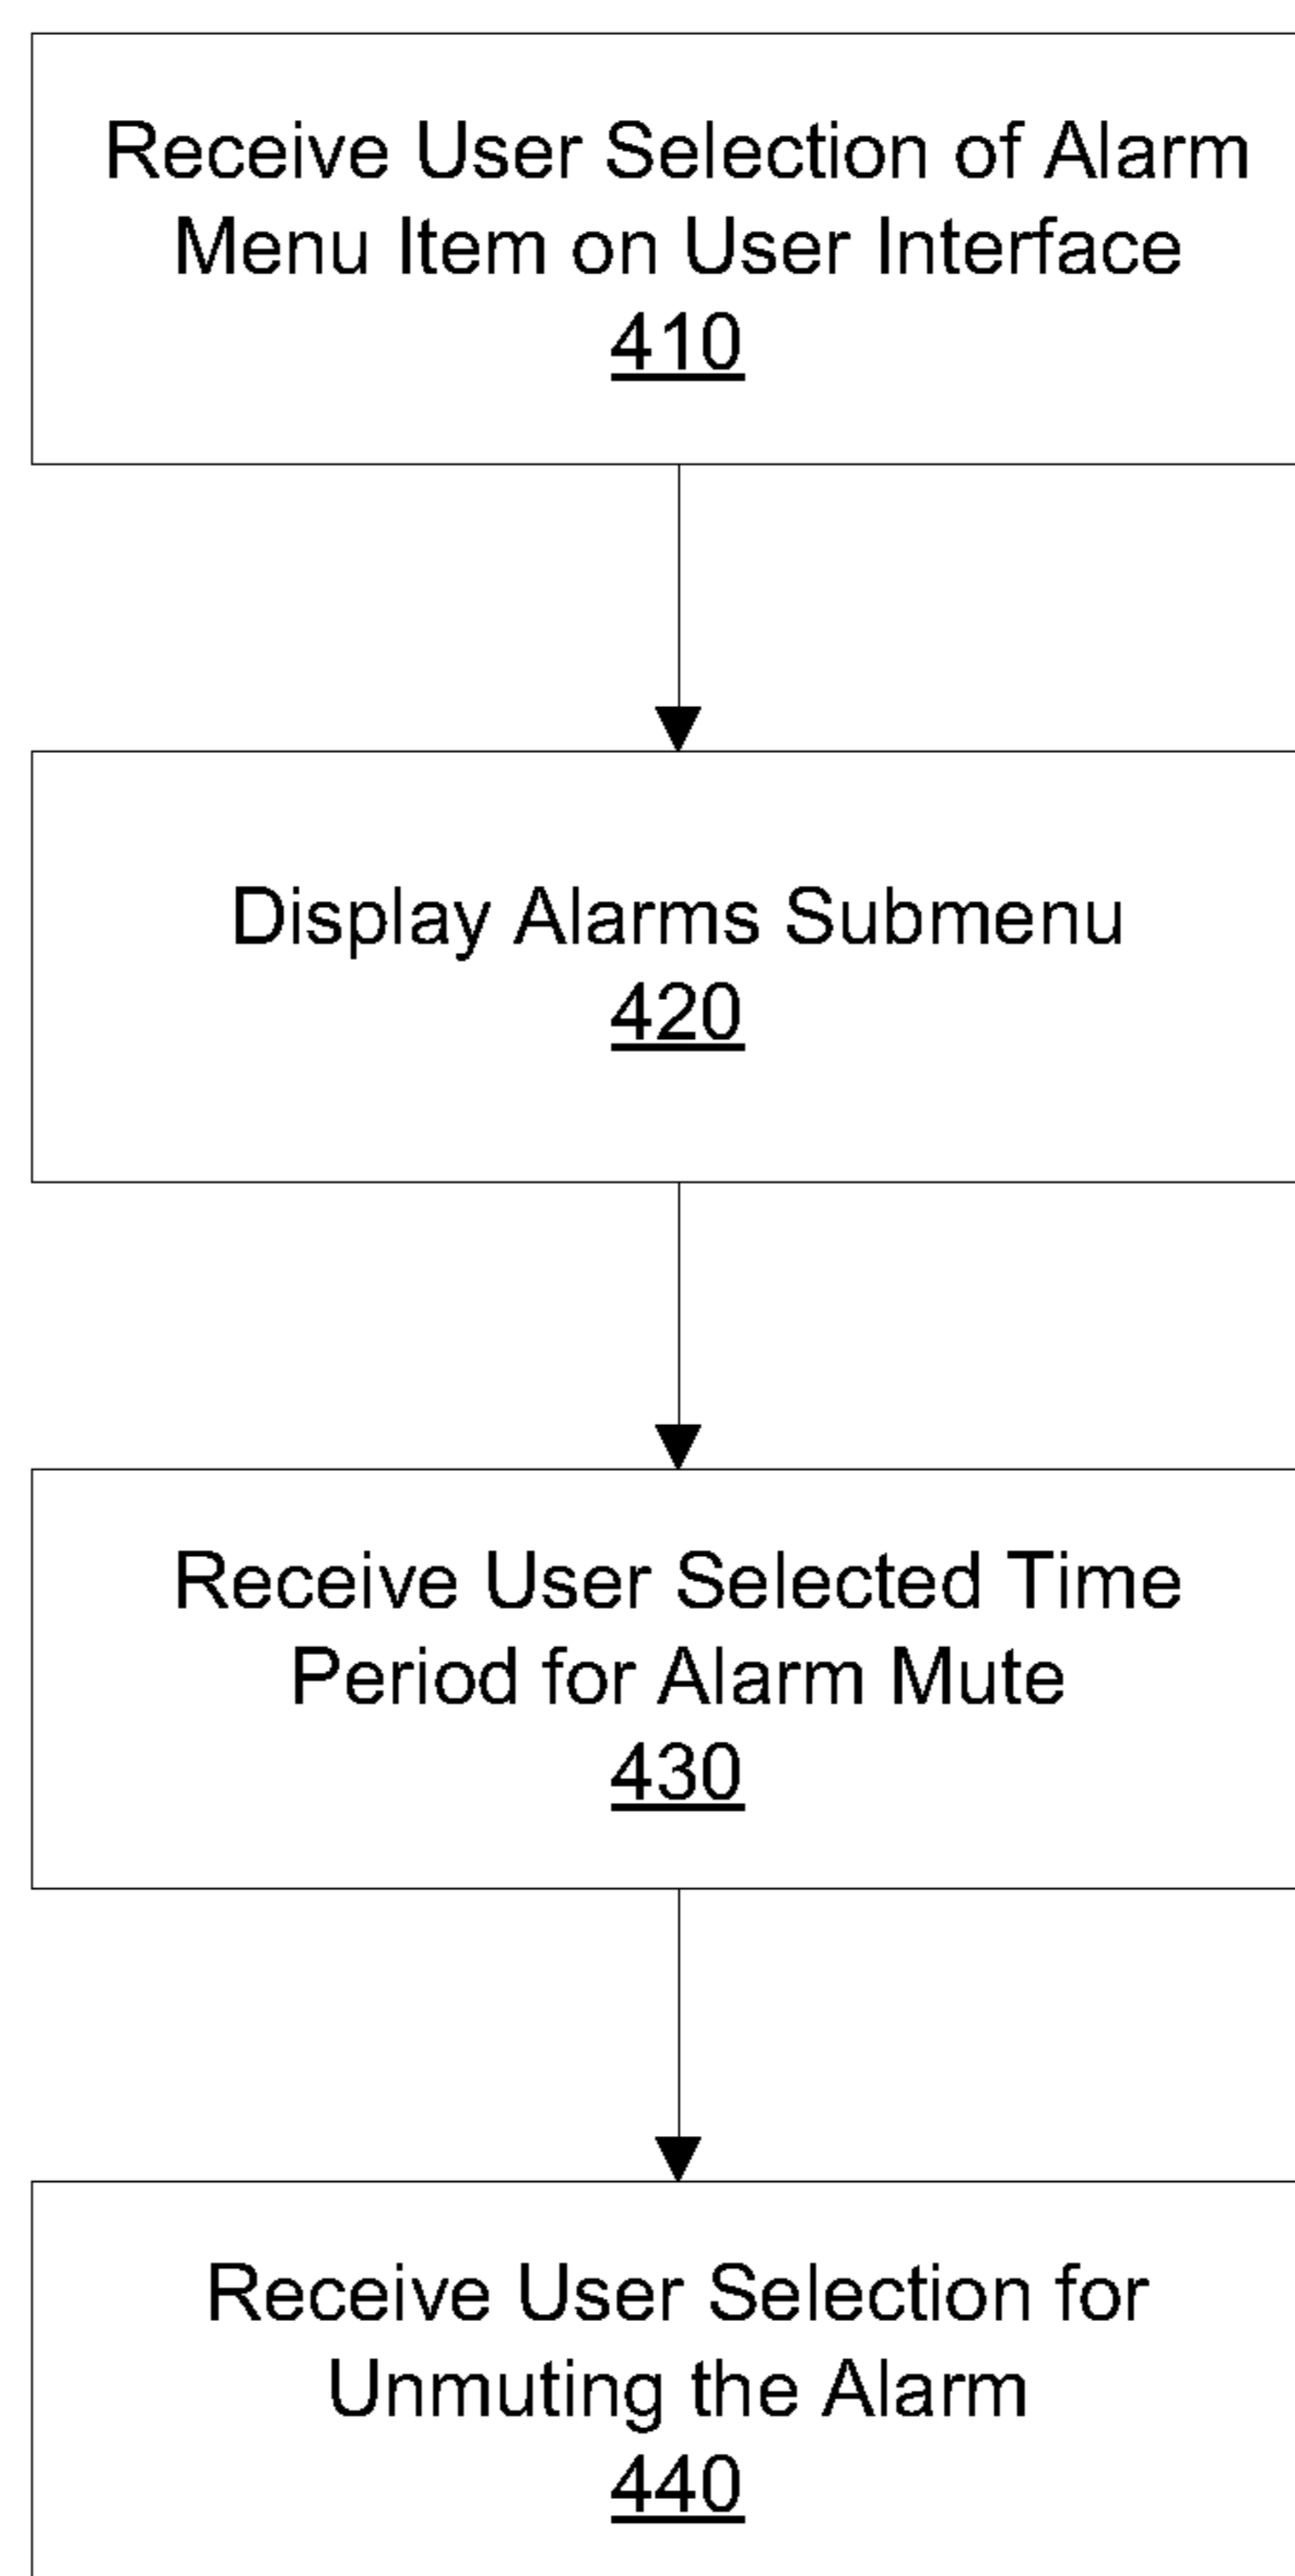 Receive User Selection of Alarm
Menu Item on User Interface
410
Display Alarms Submenu
420
Receive User Selected Time
Period for Alarm Mute
430
Receive User Selection for
Unmuting the Alarm
440